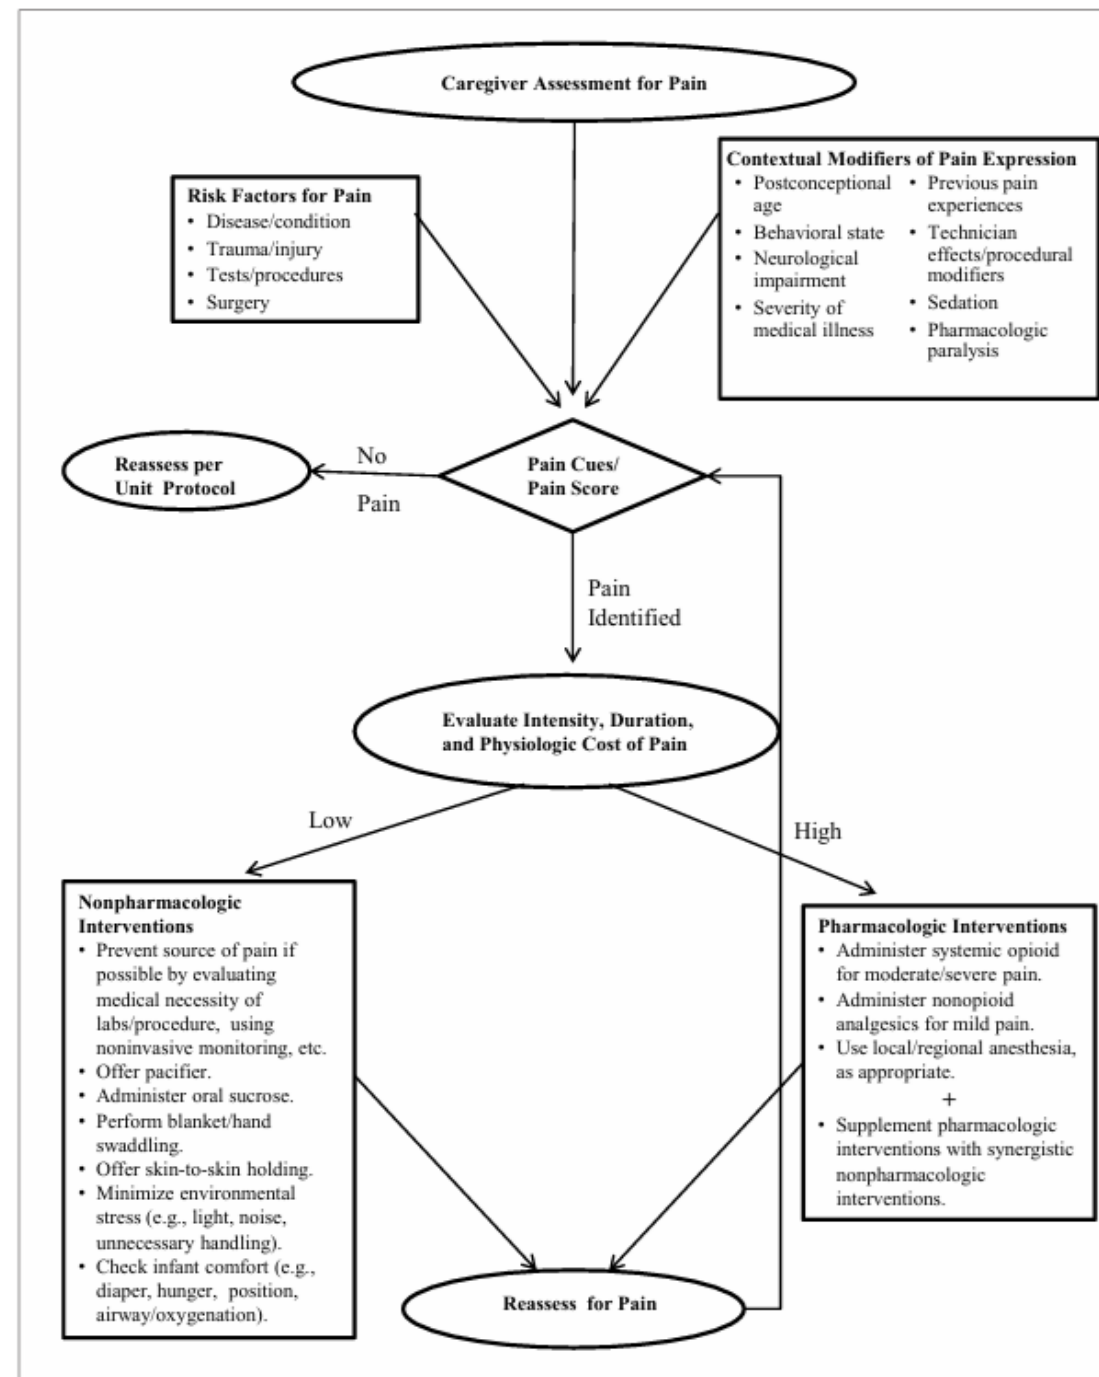 Caregiver Assessment for Pain
Risk Factors for Pain
• Disease/condition
• Trauma/injury
• Tests/procedures
• Surgery
Contextual Modifiers of Pain Expression
• Postconceptional
age
• Behavioral state
• Neurological
impairment
• Severity of
medical illness
• Previous pain
experiences
• Technician
effects/procedural
modifiers
• Sedation
• Pharmacologic
paralysis
Pain Cues/
Pain Score
No
Pain
Reassess per
Unit Protocol
Pain
Identified
Evaluate Intensity, Duration,
and Physiologic Cost of Pain
Low
High
Nonpharmacologic
Interventions
• Prevent source of pain if
possible by evaluating
medical necessity of
labs/procedure, using
noninvasive monitoring, etc.
• Offer pacifier.
• Administer oral sucrose.
• Perform blanket/hand
swaddling.
• Offer skin-to-skin holding.
• Minimize environmental
stress (e.g., light, noise,
unnecessary handling).
• Check infant comfort (e.g.,
diaper, hunger, position,
airway/oxygenation).
Pharmacologic Interventions
• Administer systemic opioid
for moderate/severe pain.
• Administer nonopioid
analgesics for mild pain.
• Use local/regional anesthesia,
as appropriate.
+
• Supplement pharmacologic
interventions with synergistic
nonpharmacologic
interventions.
Reassess for Pain